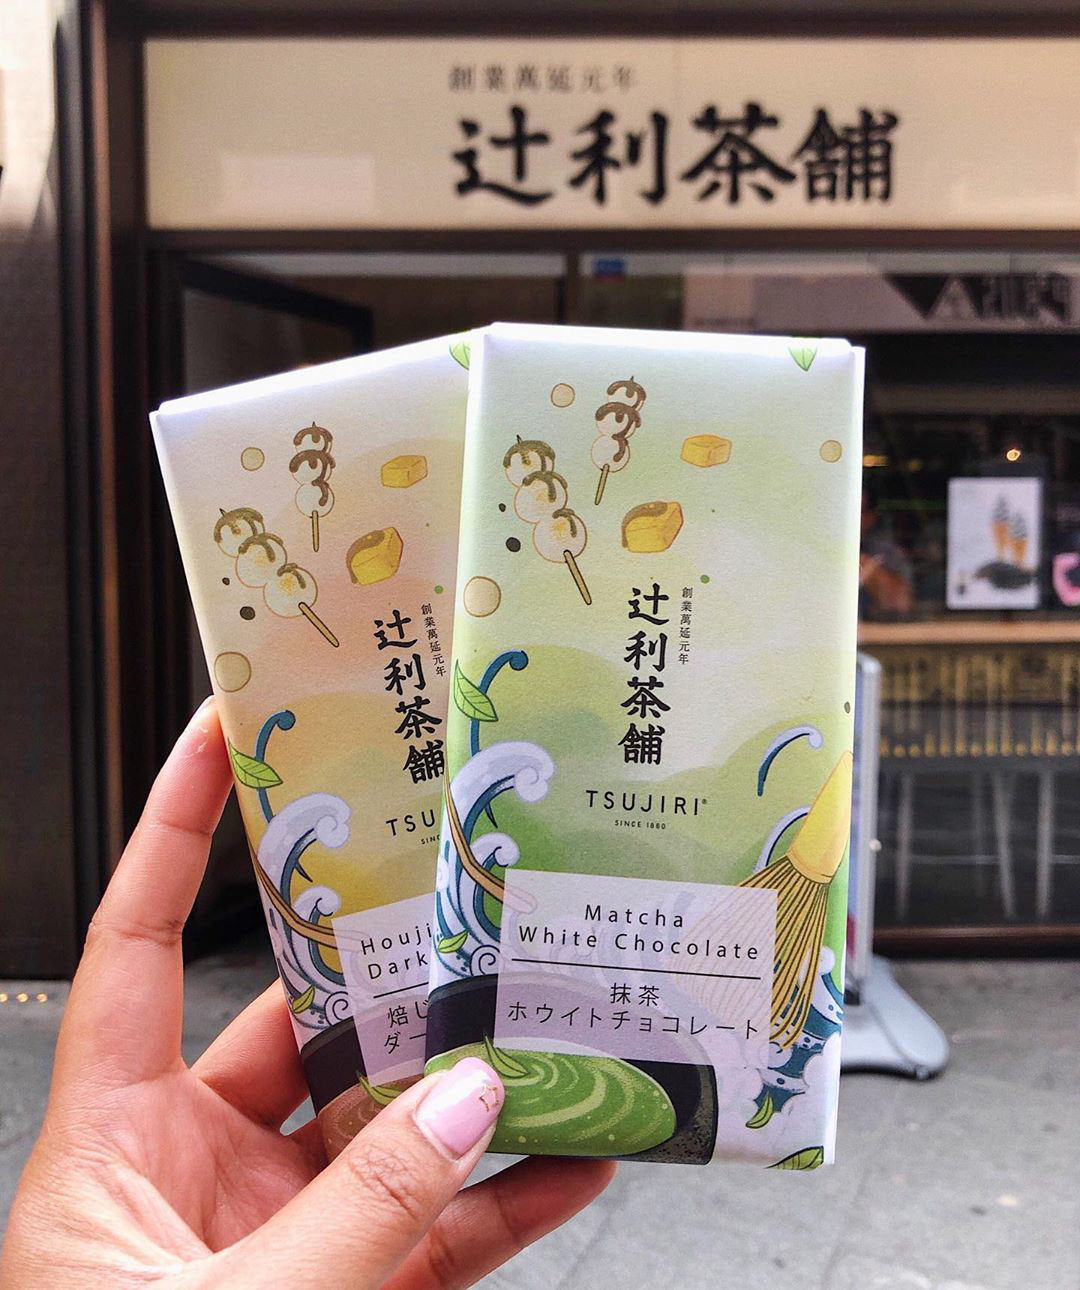 創業萬延元年
辻利茶舗
創業萬延元年
辻利茶舗
TSUJIRI®
SINCE 1860
Matcha
White Chocolate
抹茶
ホワイトチョコレート
創業萬延元年
辻利茶舗
TSU
SINC
Houji
Dark
焙じ
ダー